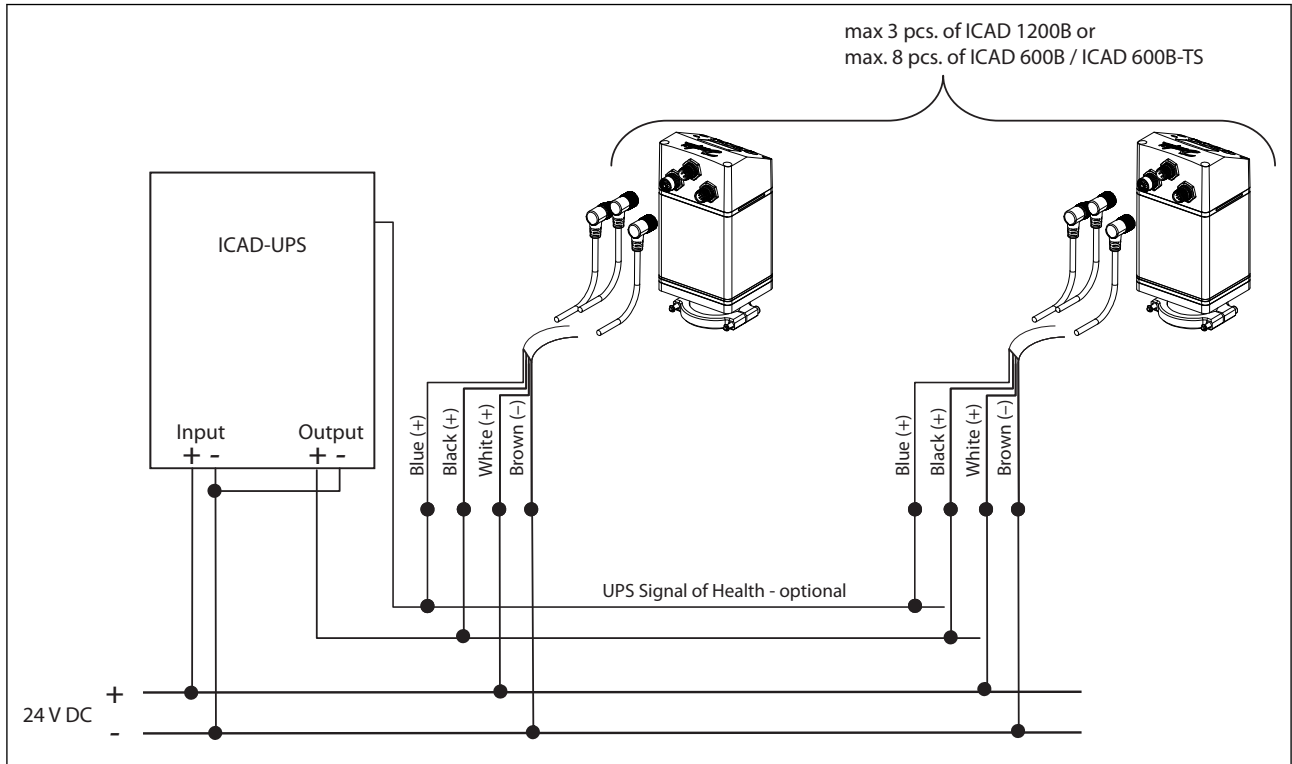 max 3 pcs. of ICAD 1200B or
max. 8 pcs. of ICAD 600B / ICAD 600B-TS
ICAD-UPS
Input
Output
+ -
+ -
Blue (+)
Black (+)
White (+)
Brown (–)
Blue (+)
Black (+)
White (+)
Brown (–)
UPS Signal of Health - optional
+
24 V DC
-